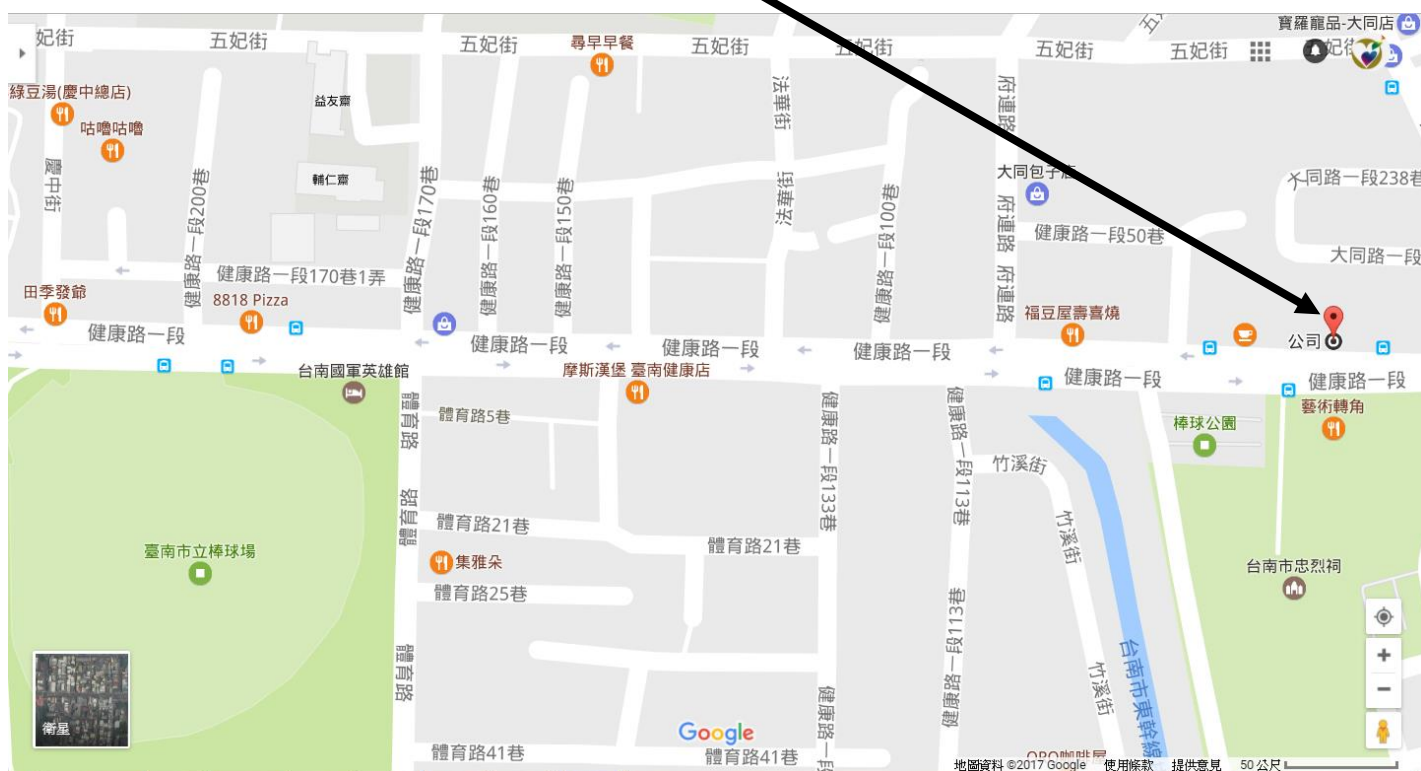 寶羅寵品-大同店
妃街
五妃街
五妃街
尋早早餐
五妃街
五妃街
五妃街
五妃街
綠豆湯(慶中總店)
咕嚕咕嚕
益友齋
輔仁齋
慶中街
健康路一段200巷
健康路一段170巷
健康路一段160巷
健康路一段150巷
法華街
法華街
健康路一段100巷
府連路
大同包子店
府連路
府連路
健康路一段50巷
大同路一段238巷
大同路一段
健康路一段170巷1弄
田季發爺
8818 Pizza
福豆屋壽喜燒
公司
健康路一段
健康路一段
健康路一段
健康路一段
健康路一段
健康路一段
台南國軍英雄館
摩斯漢堡 臺南健康店
藝術轉角
棒球公園
體育路
體育路5巷
健康路一段133巷
健康路一段113巷
竹溪街
竹溪街
體育路
體育路21巷
體育路21巷
臺南市立棒球場
集雅朵
體育路25巷
台南市忠烈祠
健康路一段113巷
體育路
竹溪街
台南市東幹線
健康路一段
衛星
Google
體育路41巷
體育路41巷
地圖資料 ©2017 Google 使用條款 提供意見 50 公尺